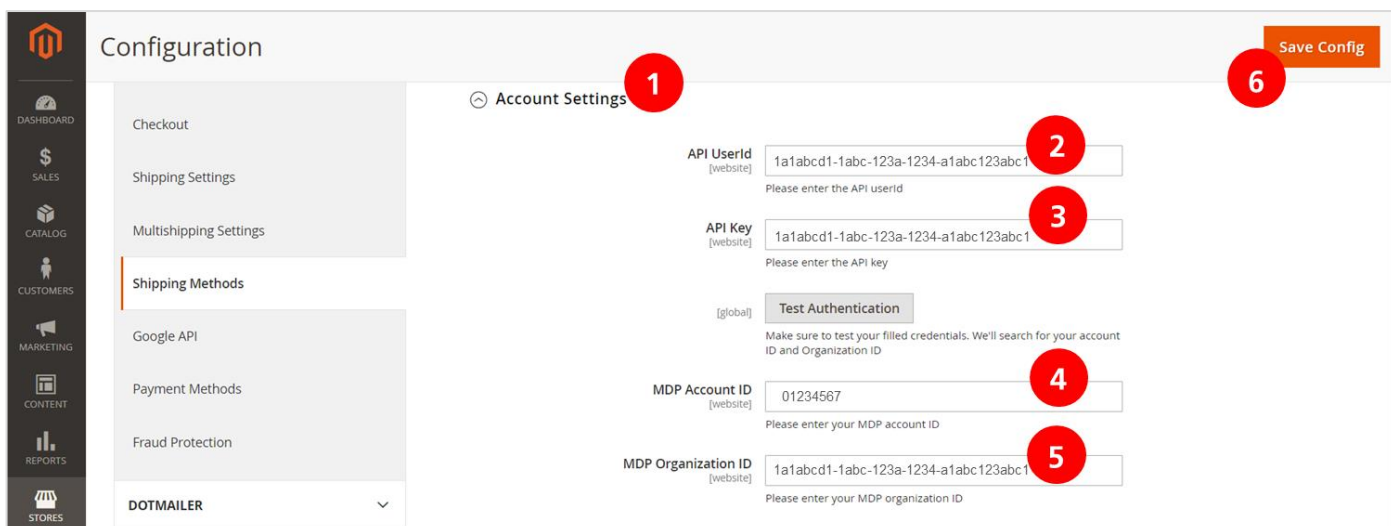 Configuration
Save Config
6
DASHBOARD
SALES
CATALOG
CUSTOMERS
MARKETING
CONTENT
REPORTS
STORES
Checkout
Shipping Settings
Multishipping Settings
Shipping Methods
Google API
Payment Methods
Fraud Protection
DOTMAILER
Account Settings
1
API UserId
[website]
1a1abcd1-1abc-123a-1234-a1abc123abc1
2
Please enter the API userId
API Key
[website]
1a1abcd1-1abc-123a-1234-a1abc123abc1
3
Please enter the API key
[global]
Test Authentication
Make sure to test your filled credentials. We'll search for your account
ID and Organization ID
MDP Account ID
[website]
01234567
4
Please enter your MDP account ID
MDP Organization ID
[website]
1a1abcd1-1abc-123a-1234-a1abc123abc1
5
Please enter your MDP organization ID